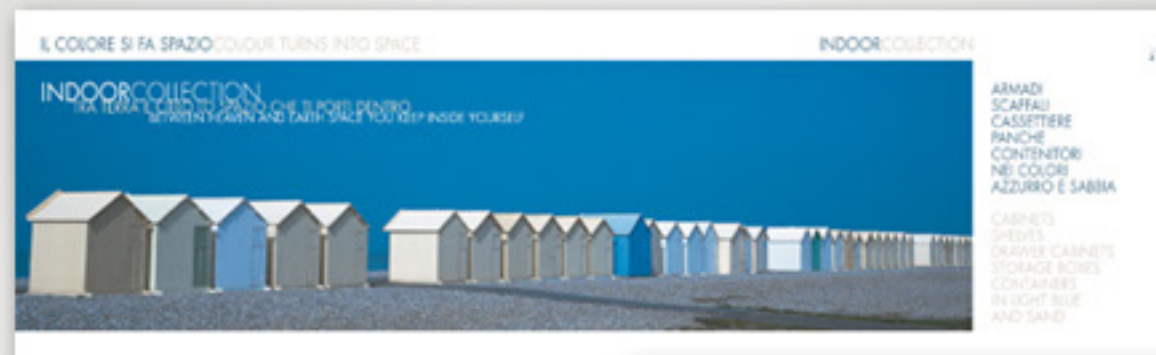 IL COLORE SI FA SPAZIO COLOUR TURNS INTO SPACE
INDOORCOLLECTION
INDOORCOLLECTION
TRA TERRA E CIELO LO SPAZIO CHE TI PORTI DENTRO
BETWEEN HEAVEN AND EARTH SPACE YOU KEEP INSIDE YOURSELF
ARMADI
SCAFFALI
CASSETTIERE
PANCHE
CONTENITORI
NEI COLORI
AZZURRO E SABBIA
CABINETS
SHELVES
DRAWER CABINETS
STORAGE BOXES
CONTAINERS
IN LIGHT BLUE
AND SAND